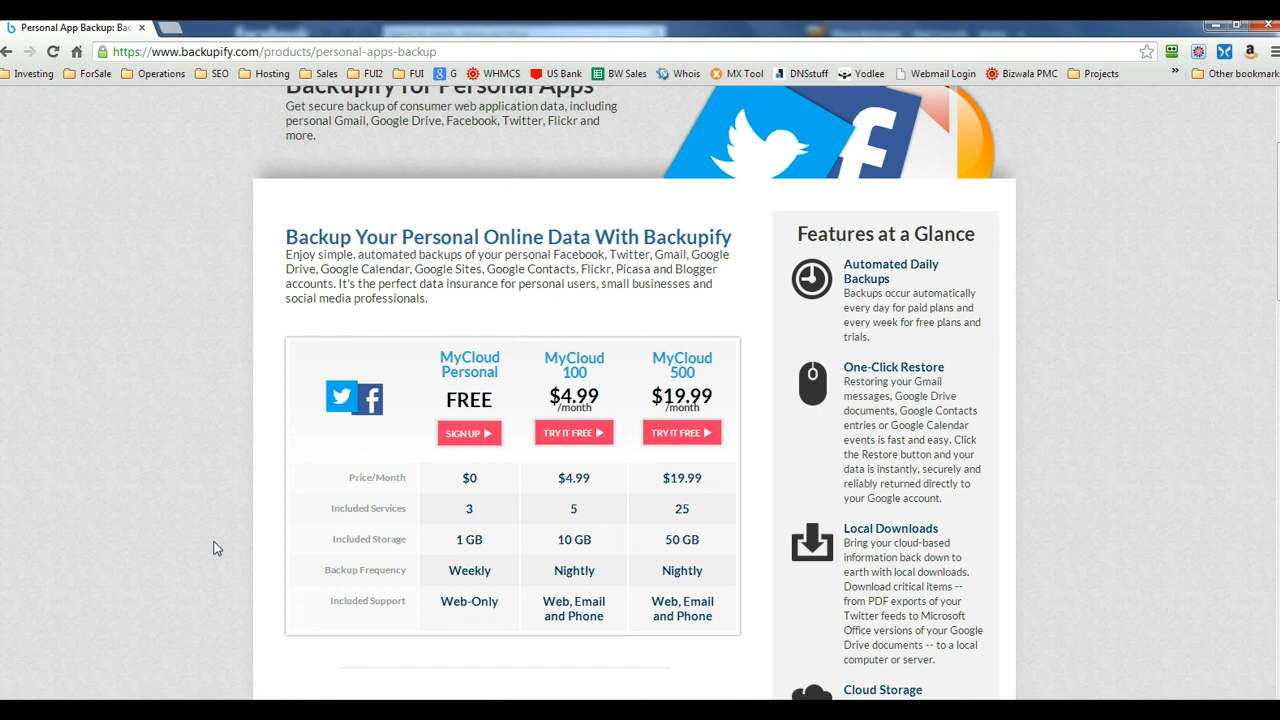 Personal App Backup: Bac
https://www.backupify.com/products/personal-apps-backup
Investing ForSale Operations SEO Hosting Sales FUI2 FUI G WHMCS US Bank BW Sales Whois MX Tool DNSstuff Yodlee Webmail Login Bizwala PMC Projects » Other bookmark
Backupify for Personal Apps
Get secure backup of consumer web application data, including
personal Gmail, Google Drive, Facebook, Twitter, Flickr and
more.
Backup Your Personal Online Data With Backupify
Enjoy simple, automated backups of your personal Facebook, Twitter, Gmail, Google
Drive, Google Calendar, Google Sites, Google Contacts, Flickr, Picasa and Blogger
accounts. It's the perfect data insurance for personal users, small businesses and
social media professionals.
MyCloud Personal MyCloud 100 MyCloud 500
FREE $4.99 /month $19.99 /month
SIGN UP TRY IT FREE TRY IT FREE
Price/Month $0 $4.99 $19.99
Included Services 3 5 25
Included Storage 1 GB 10 GB 50 GB
Backup Frequency Weekly Nightly Nightly
Included Support Web-Only Web, Email and Phone Web, Email and Phone
Features at a Glance
Automated Daily
Backups
Backups occur automatically
every day for paid plans and
every week for free plans and
trials.
One-Click Restore
Restoring your Gmail
messages, Google Drive
documents, Google Contacts
entries or Google Calendar
events is fast and easy. Click
the Restore button and your
data is instantly, securely and
reliably returned directly to
your Google account.
Local Downloads
Bring your cloud-based
information back down to
earth with local downloads.
Download critical items --
from PDF exports of your
Twitter feeds to Microsoft
Office versions of your Google
Drive documents -- to a local
computer or server.
Cloud Storage